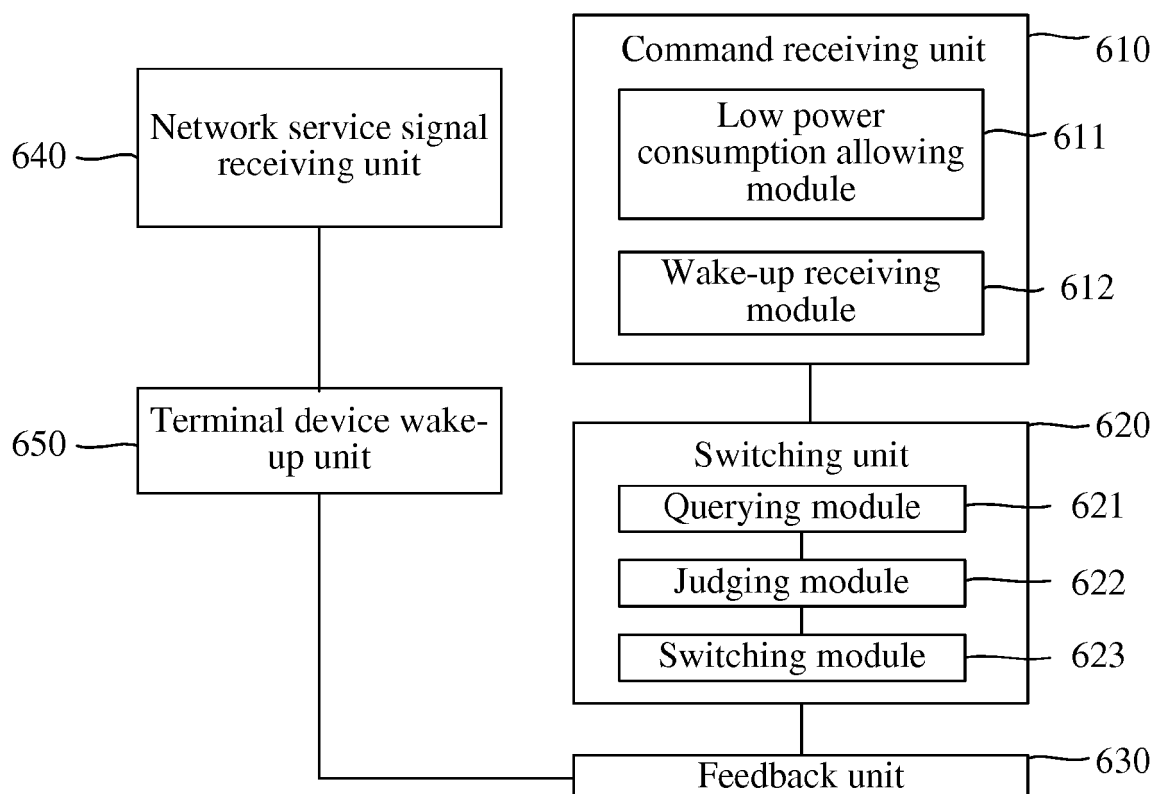 Command receiving unit
610
Low power
consumption allowing
module
611
Wake-up receiving
module
612
Network service signal
receiving unit
640
Terminal device wake-
up unit
650
Switching unit
620
Querying module
621
Judging module
622
Switching module
623
Feedback unit
630